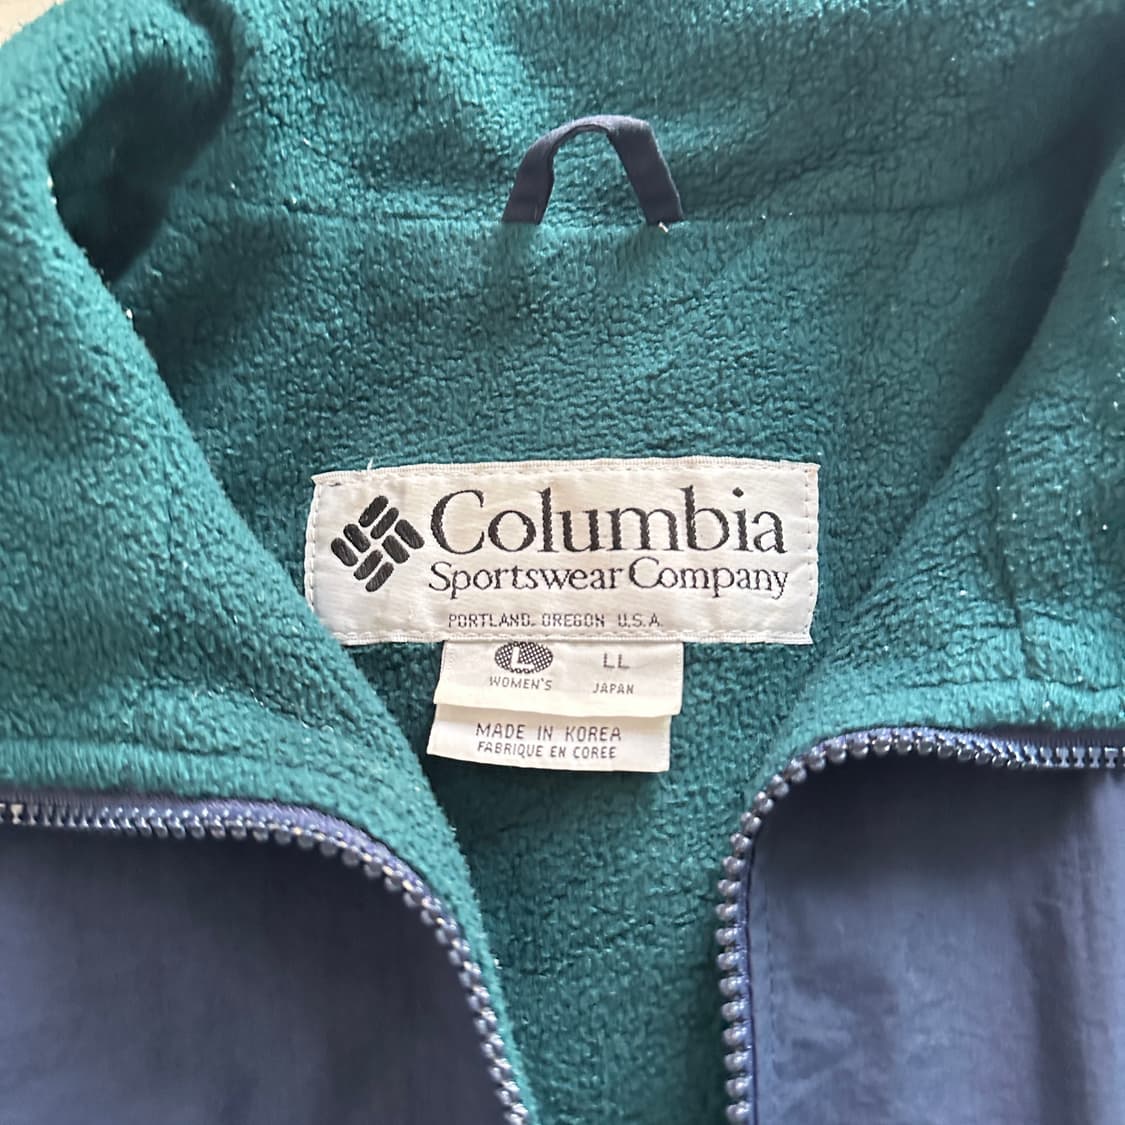 Columbia
Sportswear Company
PORTLAND, OREGON U.S.A.
L LL
WOMEN'S JAPAN
MADE IN KOREA
FABRIQUE EN COREE